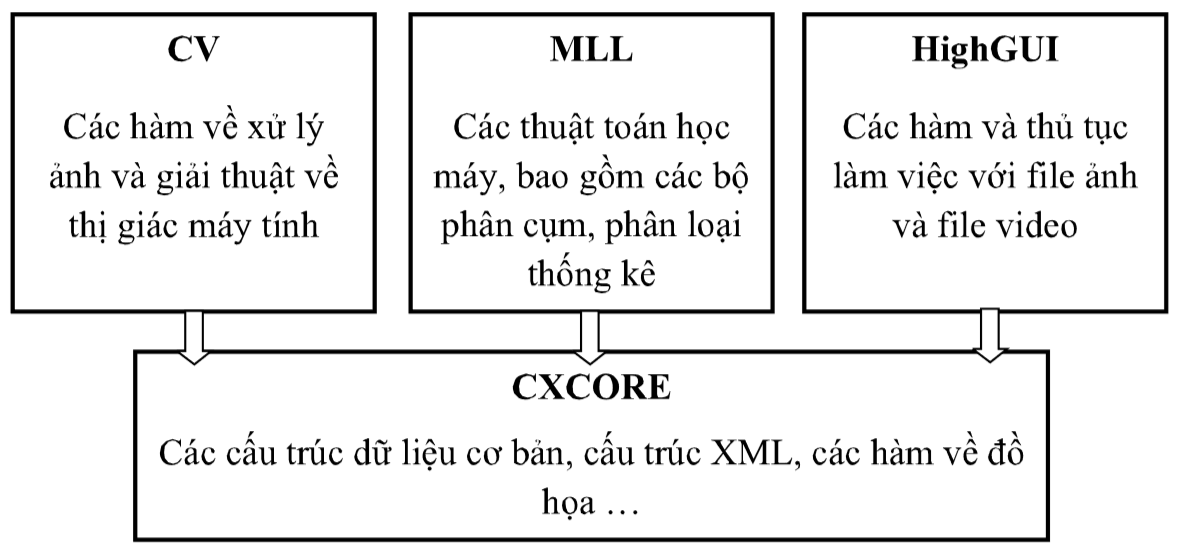 CV
Các hàm về xử lý
ảnh và giải thuật về
thị giác máy tính
MLL
Các thuật toán học
máy, bao gồm các bộ
phân cụm, phân loại
thống kê
HighGUI
Các hàm và thủ tục
làm việc với file ảnh
và file video
CXCORE
Các cấu trúc dữ liệu cơ bản, cấu trúc XML, các hàm về đồ
họa …